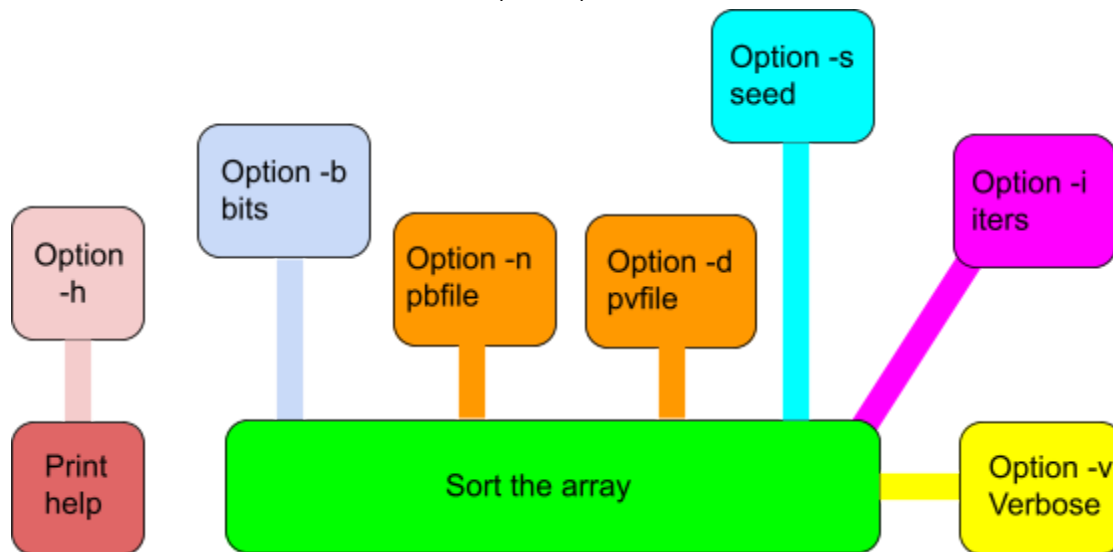 Option -s
seed
Option -b
bits
Option -i
iters
Option
-h
Option -n
pbfile
Option -d
pvfile
Print
help
Sort the array
Option -v
Verbose